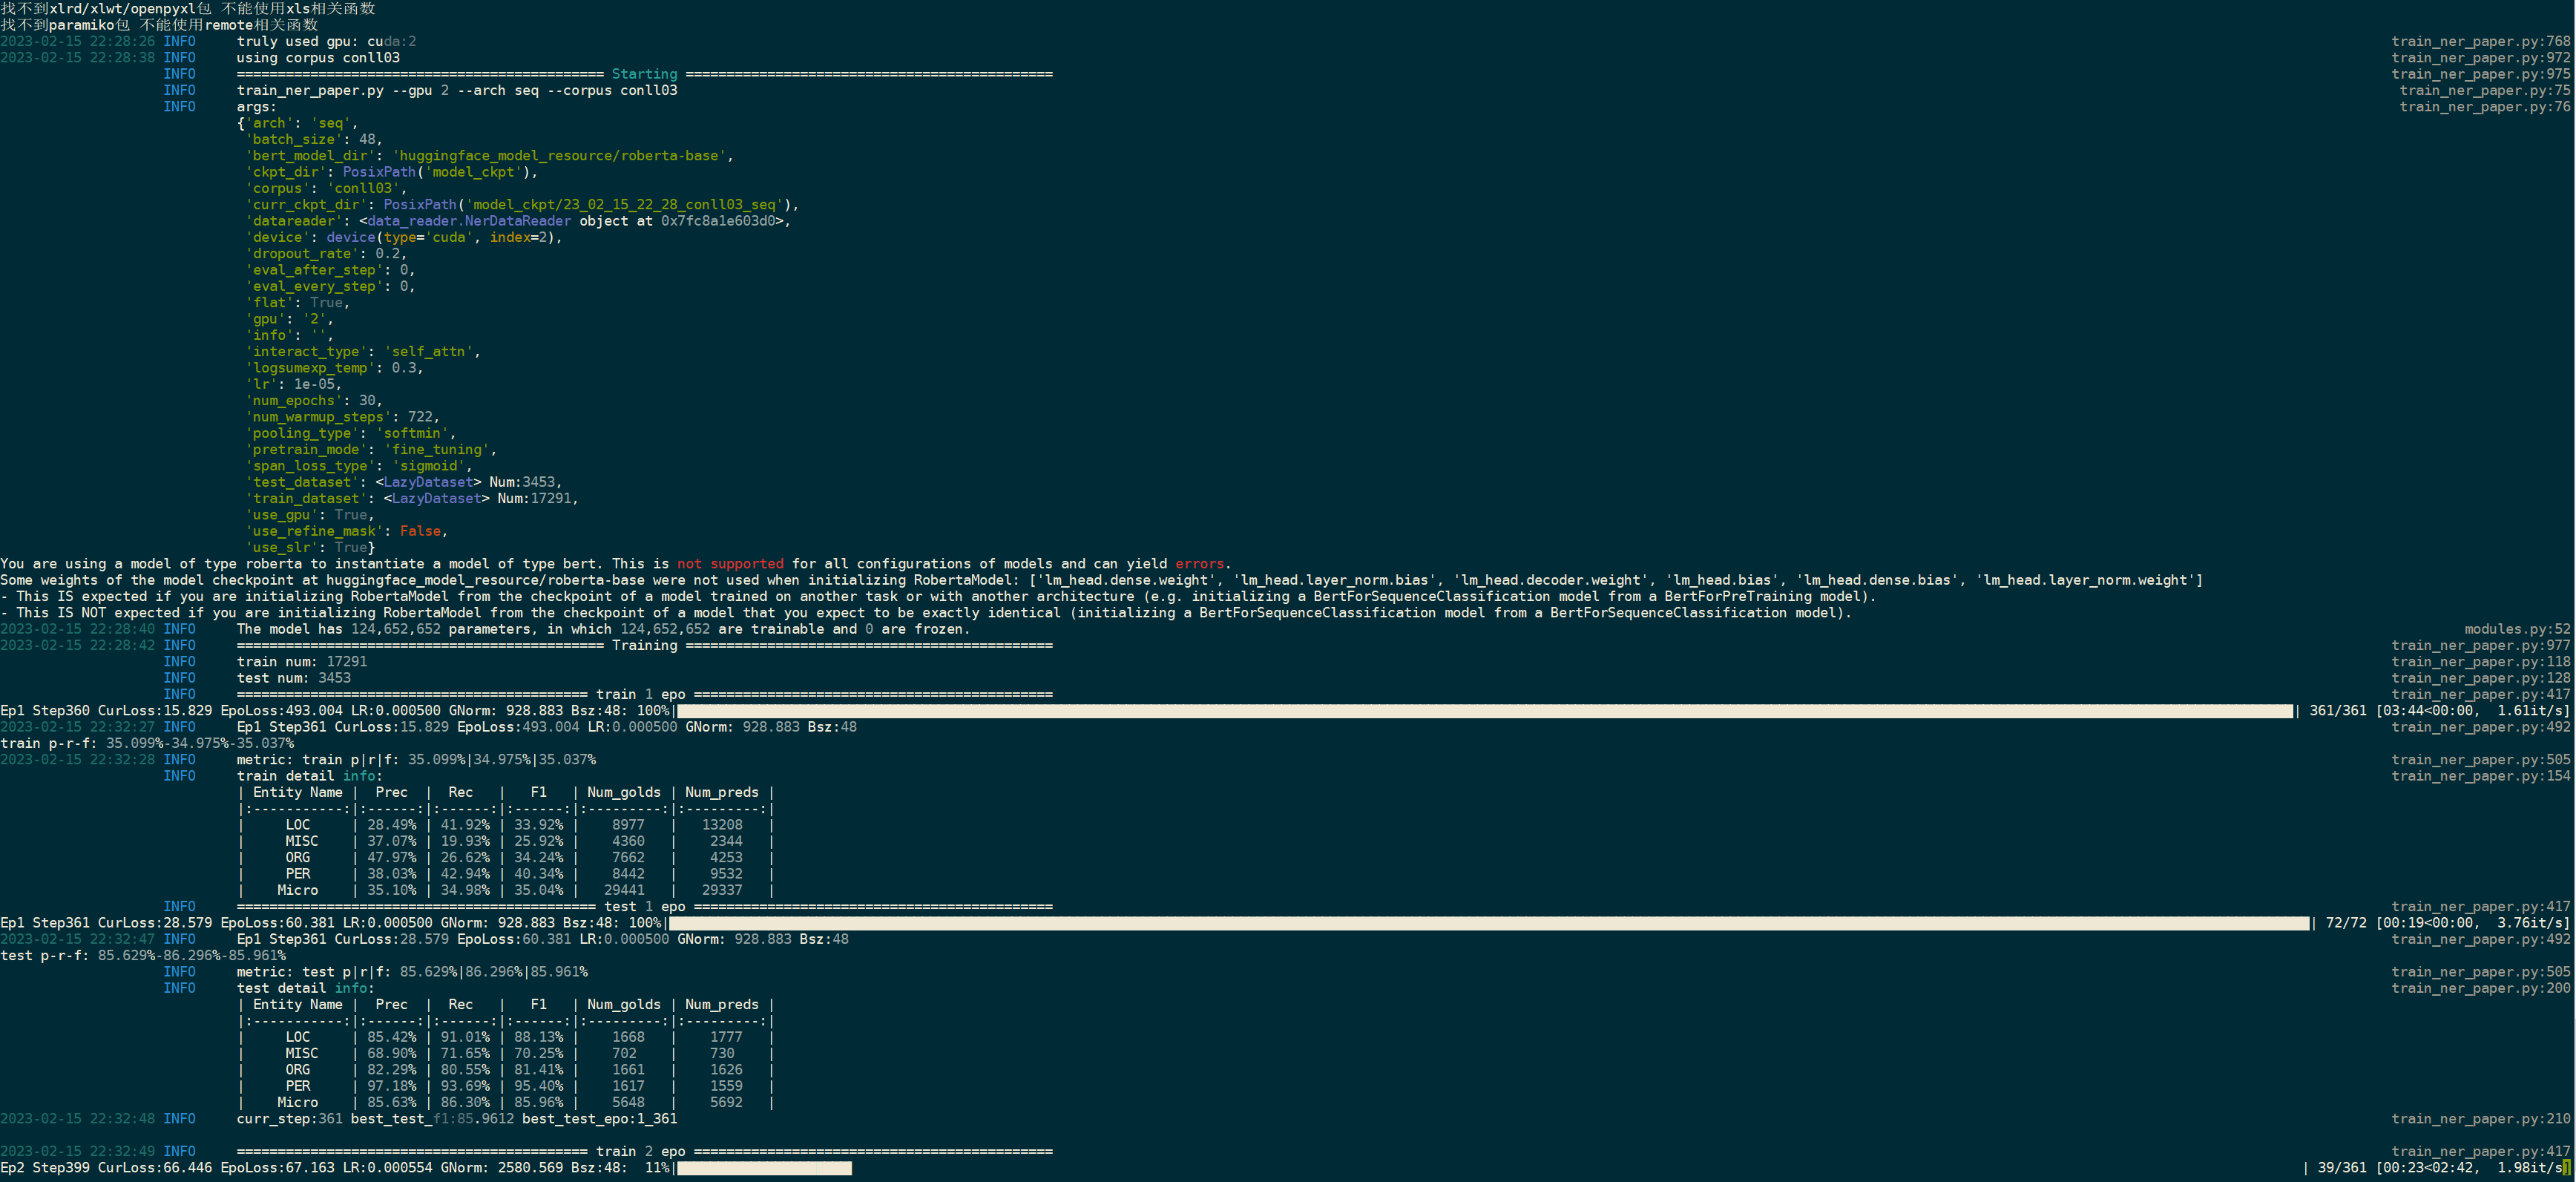 找不到xlrd/xlwt/openpyxl包 不能使用xls相关函数
找不到paramiko包 不能使用remote相关函数
2023-02-15 22:28:26 INFO truly used gpu: cuda:2 train_ner_paper.py:768
2023-02-15 22:28:38 INFO using corpus conll03 train_ner_paper.py:972
INFO ============================================= Starting ============================================= train_ner_paper.py:975
INFO train_ner_paper.py --gpu 2 --arch seq --corpus conll03 train_ner_paper.py:75
INFO args: train_ner_paper.py:76
{'arch': 'seq',
'batch_size': 48,
'bert_model_dir': 'huggingface_model_resource/roberta-base',
'ckpt_dir': PosixPath('model_ckpt'),
'corpus': 'conll03',
'curr_ckpt_dir': PosixPath('model_ckpt/23_02_15_22_28_conll03_seq'),
'datareader': <data_reader.NerDataReader object at 0x7fc8a1e603d0>,
'device': device(type='cuda', index=2),
'dropout_rate': 0.2,
'eval_after_step': 0,
'eval_every_step': 0,
'flat': True,
'gpu': '2',
'info': '',
'interact_type': 'self_attn',
'logsumexp_temp': 0.3,
'lr': 1e-05,
'num_epochs': 30,
'num_warmup_steps': 722,
'pooling_type': 'softmin',
'pretrain_mode': 'fine_tuning',
'span_loss_type': 'sigmoid',
'test_dataset': <LazyDataset> Num:3453,
'train_dataset': <LazyDataset> Num:17291,
'use_gpu': True,
'use_refine_mask': False,
'use_slr': True}
You are using a model of type roberta to instantiate a model of type bert. This is not supported for all configurations of models and can yield errors.
Some weights of the model checkpoint at huggingface_model_resource/roberta-base were not used when initializing RobertaModel: ['lm_head.dense.weight', 'lm_head.layer_norm.bias', 'lm_head.decoder.weight', 'lm_head.bias', 'lm_head.dense.bias', 'lm_head.layer_norm.weight']
- This IS expected if you are initializing RobertaModel from the checkpoint of a model trained on another task or with another architecture (e.g. initializing a BertForSequenceClassification model from a BertForPreTraining model).
- This IS NOT expected if you are initializing RobertaModel from the checkpoint of a model that you expect to be exactly identical (initializing a BertForSequenceClassification model from a BertForSequenceClassification model).
2023-02-15 22:28:40 INFO The model has 124,652,652 parameters, in which 124,652,652 are trainable and 0 are frozen. modules.py:52
2023-02-15 22:28:42 INFO ============================================= Training ============================================= train_ner_paper.py:977
INFO train num: 17291 train_ner_paper.py:118
INFO test num: 3453 train_ner_paper.py:128
INFO =========================================== train 1 epo ============================================ train_ner_paper.py:417
Ep1 Step360 CurLoss:15.829 EpoLoss:493.004 LR:0.000500 GNorm: 928.883 Bsz:48: 100%| | 361/361 [03:44<00:00, 1.61it/s]
2023-02-15 22:32:27 INFO Ep1 Step361 CurLoss:15.829 EpoLoss:493.004 LR:0.000500 GNorm: 928.883 Bsz:48 train_ner_paper.py:492
train p-r-f: 35.099%-34.975%-35.037%
2023-02-15 22:32:28 INFO metric: train p|r|f: 35.099%|34.975%|35.037% train_ner_paper.py:505
INFO train detail info: train_ner_paper.py:154
| Entity Name | Prec | Rec | F1 | Num_golds | Num_preds |
|:-----------:|:------:|:------:|:------:|:---------:|:---------:|
| LOC | 28.49% | 41.92% | 33.92% | 8977 | 13208 |
| MISC | 37.07% | 19.93% | 25.92% | 4360 | 2344 |
| ORG | 47.97% | 26.62% | 34.24% | 7662 | 4253 |
| PER | 38.03% | 42.94% | 40.34% | 8442 | 9532 |
| Micro | 35.10% | 34.98% | 35.04% | 29441 | 29337 |
INFO ============================================ test 1 epo ============================================ train_ner_paper.py:417
Ep1 Step361 CurLoss:28.579 EpoLoss:60.381 LR:0.000500 GNorm: 928.883 Bsz:48: 100%| | 72/72 [00:19<00:00, 3.76it/s]
2023-02-15 22:32:47 INFO Ep1 Step361 CurLoss:28.579 EpoLoss:60.381 LR:0.000500 GNorm: 928.883 Bsz:48 train_ner_paper.py:492
test p-r-f: 85.629%-86.296%-85.961%
INFO metric: test p|r|f: 85.629%|86.296%|85.961% train_ner_paper.py:505
INFO test detail info: train_ner_paper.py:200
| Entity Name | Prec | Rec | F1 | Num_golds | Num_preds |
|:-----------:|:------:|:------:|:------:|:---------:|:---------:|
| LOC | 85.42% | 91.01% | 88.13% | 1668 | 1777 |
| MISC | 68.90% | 71.65% | 70.25% | 702 | 730 |
| ORG | 82.29% | 80.55% | 81.41% | 1661 | 1626 |
| PER | 97.18% | 93.69% | 95.40% | 1617 | 1559 |
| Micro | 85.63% | 86.30% | 85.96% | 5648 | 5692 |
2023-02-15 22:32:48 INFO curr_step:361 best_test_f1:85.9612 best_test_epo:1_361 train_ner_paper.py:210
2023-02-15 22:32:49 INFO =========================================== train 2 epo ============================================ train_ner_paper.py:417
Ep2 Step399 CurLoss:66.446 EpoLoss:67.163 LR:0.000554 GNorm: 2580.569 Bsz:48: 11%| | 39/361 [00:23<02:42, 1.98it/s]